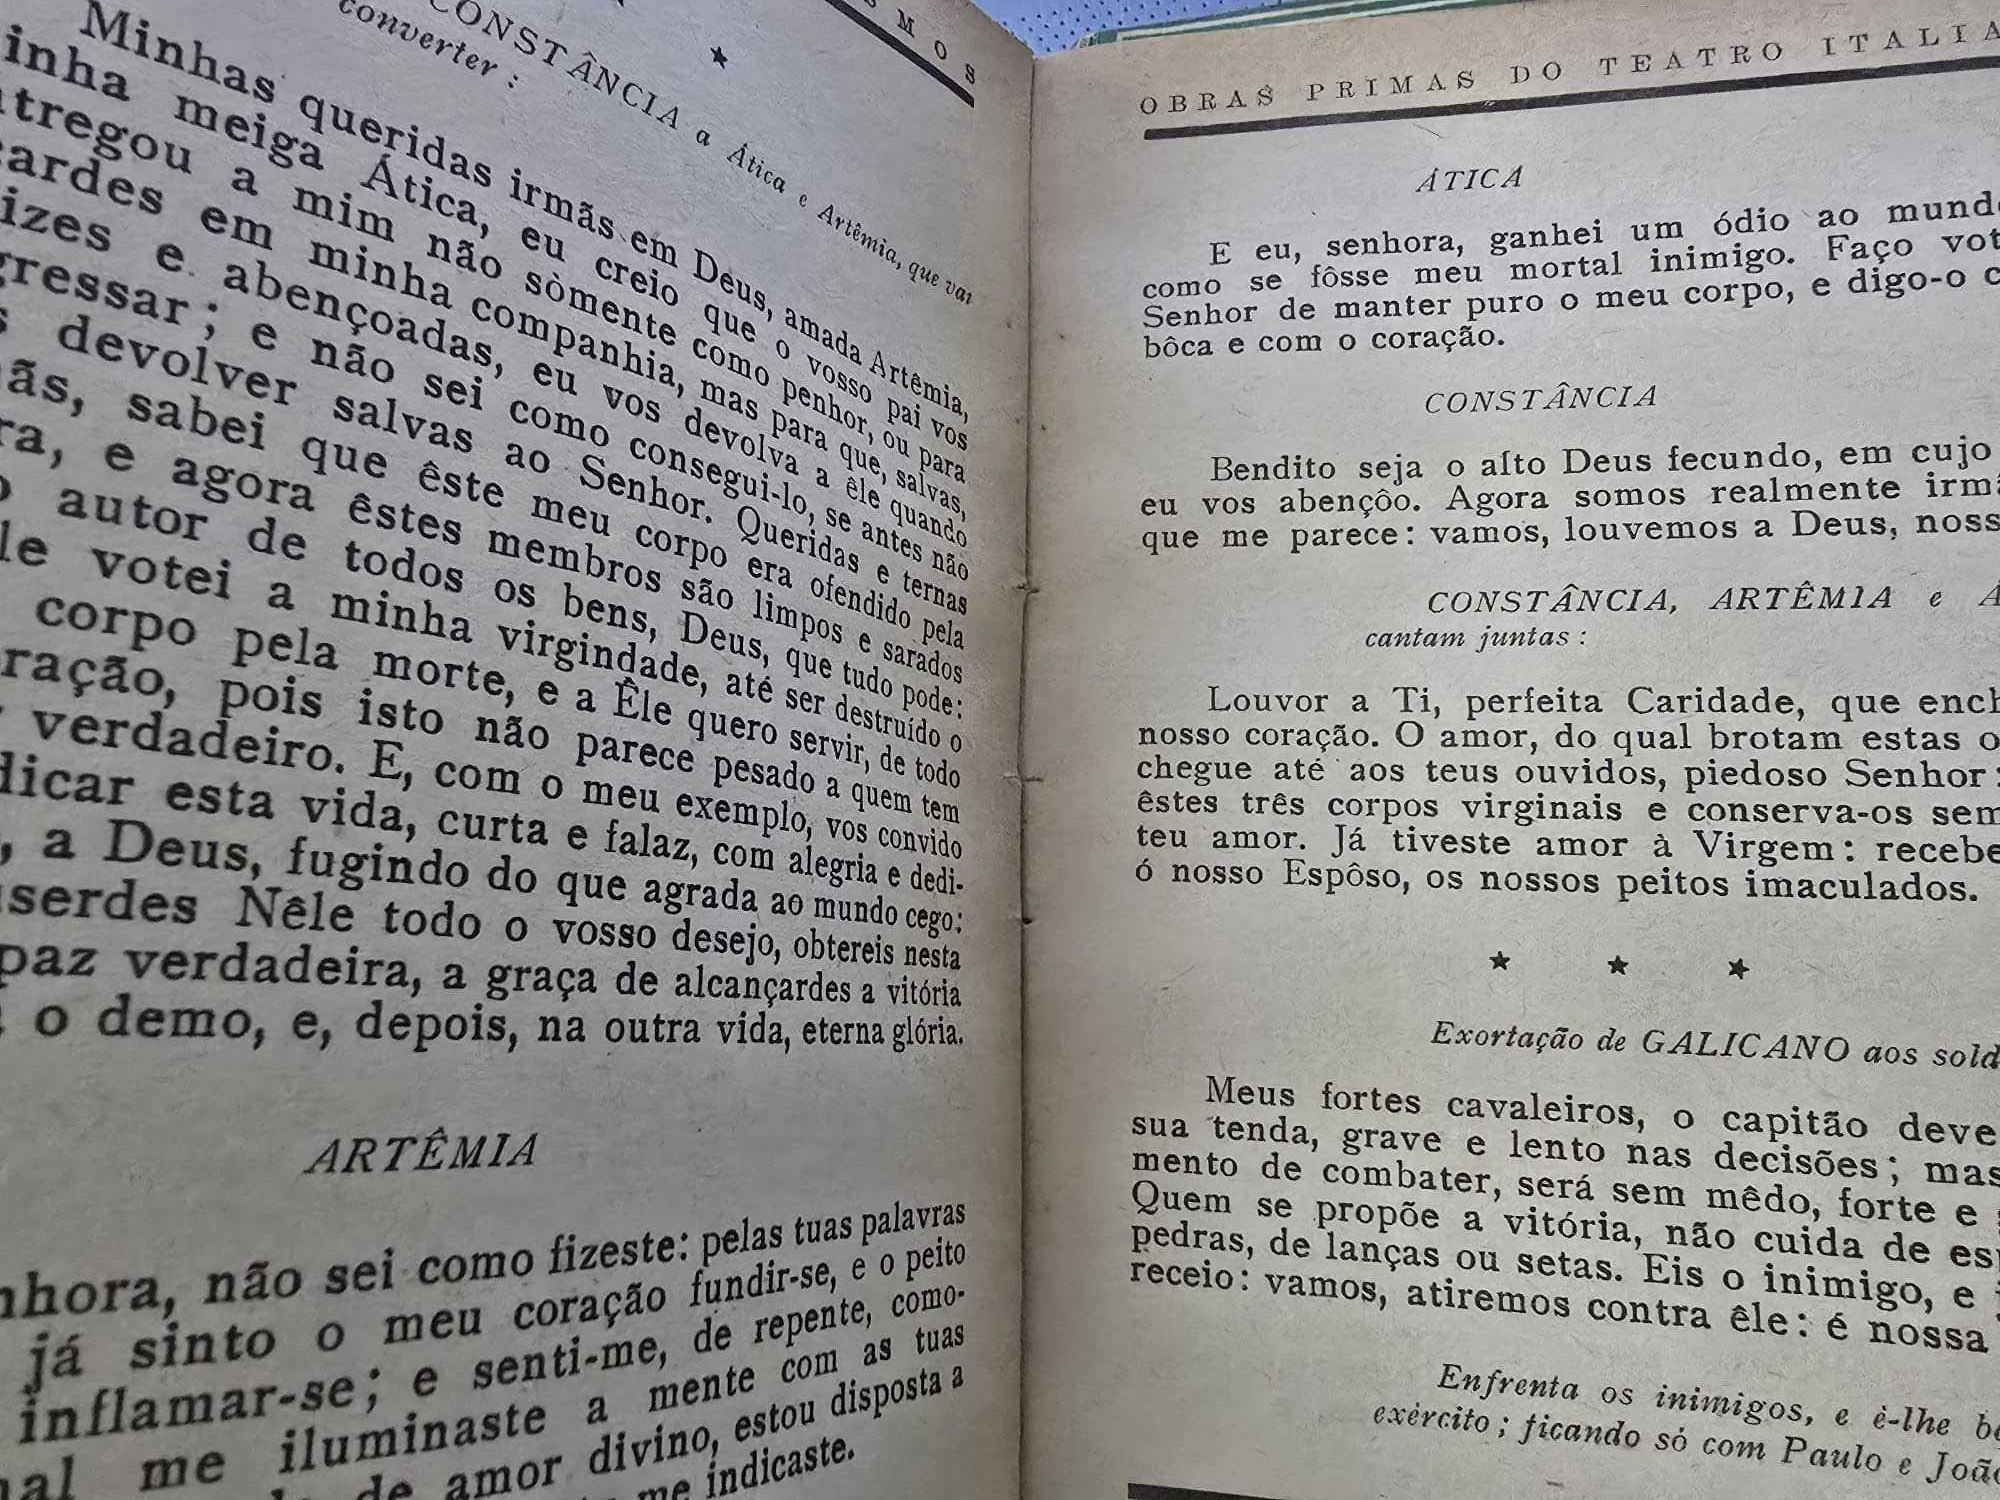 SMOS
★
CONSTÂNCIA a Ática e Artêmia, que vai
converter :
Minhas queridas irmãs em Deus, amada Artêmia,
inha meiga Ática, eu creio que o vosso pai vos
tregou a mim não sòmente como penhor, ou para
ardes em minha companhia, mas para que, salvas,
izes e abençoadas, eu vos devolva a êle quando
gressar ; e não sei como consegui-lo, se antes não
s devolver salvas ao Senhor. Queridas e ternas
ãs, sabei que êste meu corpo era ofendido pela
ra, e agora êstes membros são limpos e sarados
o autor de todos os bens, Deus, que tudo pode:
le votei a minha virgindade, até ser destruído o
corpo pela morte, e a Êle quero servir, de todo
ração, pois isto não parece pesado a quem tem
r verdadeiro. E, com o meu exemplo, vos convido
licar esta vida, curta e falaz, com alegria e dedi-
, a Deus, fugindo do que agrada ao mundo cego:
serdes Nêle todo o vosso desejo, obtereis nesta
paz verdadeira, a graça de alcançardes a vitória
o demo, e, depois, na outra vida, eterna glória.
ARTÊMIA
nhora, não sei como fizeste: pelas tuas palavras
já sinto o meu coração fundir-se, e o peito
inflamar-se; e senti-me, de repente, como-
al me iluminaste a mente com as tuas
de amor divino, estou disposta a
me indicaste.
OBRAS PRIMAS DO TEATRO ITALIA
ÁTICA
E eu, senhora, ganhei um ódio ao mundo
como se fôsse meu mortal inimigo. Faço vot
Senhor de manter puro o meu corpo, e digo-o c
bôca e com o coração.
CONSTÂNCIA
Bendito seja o alto Deus fecundo, em cujo
eu vos abençôo. Agora somos realmente irmã
que me parece: vamos, louvemos a Deus, noss
CONSTÂNCIA, ARTÊMIA e Á
cantam juntas :
Louvor a Ti, perfeita Caridade, que ench
nosso coração. O amor, do qual brotam estas o
chegue até aos teus ouvidos, piedoso Senhor:
êstes três corpos virginais e conserva-os sem
teu amor. Já tiveste amor à Virgem: recebe
ó nosso Espôso, os nossos peitos imaculados.
★ ★ ★
Exortação de GALICANO aos sold
Meus fortes cavaleiros, o capitão deve
sua tenda, grave e lento nas decisões; mas
mento de combater, será sem mêdo, forte e
Quem se propõe a vitória, não cuida de esp
pedras, de lanças ou setas. Eis o inimigo, e
receio: vamos, atiremos contra êle: é nossa
Enfrenta os inimigos, e é-lhe ba
exército; ficando só com Paulo e João